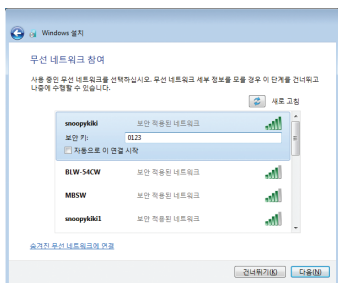 Windows 설치
무선 네트워크 참여
사용 중인 무선 네트워크를 선택하십시오. 무선 네트워크 세부 정보를 모를 경우 이 단계를 건너뛰고
나중에 수행할 수 있습니다.
새로 고침
snoopykiki 보안 적용된 네트워크
보안 키: 0123
자동으로 이 연결 시작
BLW-54CW 보안 적용된 네트워크
MBSW 보안 적용된 네트워크
snoopykiki1 보안 적용된 네트워크
숨겨진 무선 네트워크에 연결
건너뛰기(K) 다음(N)